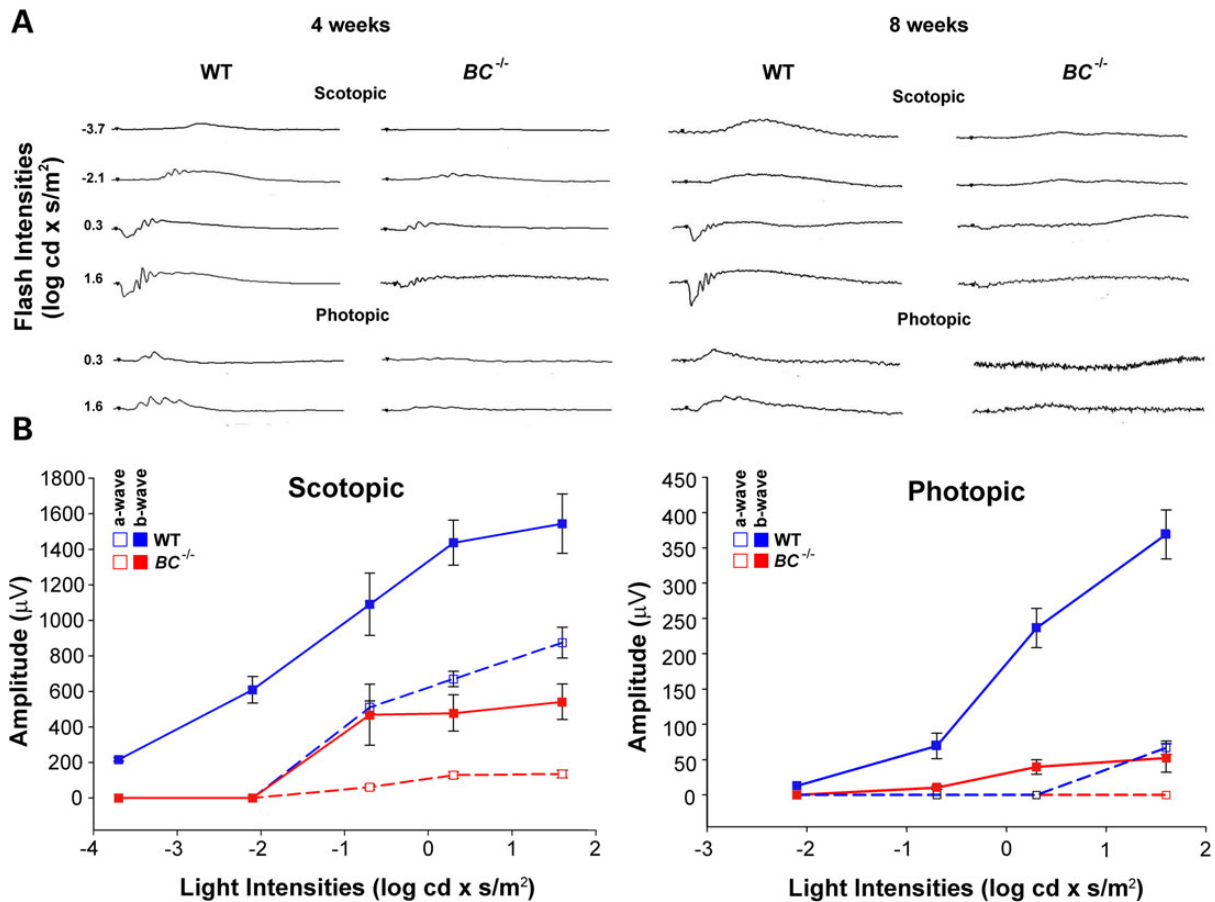 A
4 weeks
8 weeks
WT
BC-/-
WT
BC-/-
Scotopic
Scotopic
Flash Intensities
(log cd x s/m2)
-3.7
-2.1
0.3
1.6
Photopic
Photopic
0.3
1.6
B
Scotopic
a-wave
b-wave
WT
BC-/-
Amplitude (μV)
1800
1600
1400
1200
1000
800
600
400
200
0
-4
-3
-2
-1
0
1
2
Light Intensities (log cd x s/m2)
Photopic
a-wave
b-wave
WT
BC-/-
Amplitude (μV)
450
400
350
300
250
200
150
100
50
0
-3
-2
-1
0
1
2
Light Intensities (log cd x s/m2)